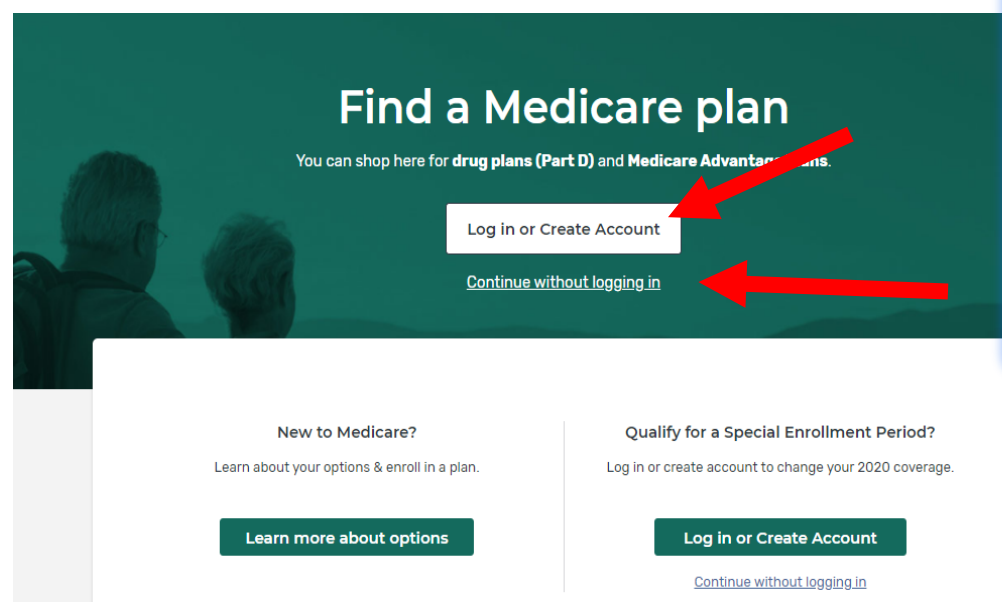 Find a Medicare plan
You can shop here for drug plans (Part D) and Medicare Advantage
Log in or Create Account
Continue without logging in
New to Medicare?
Learn about your options & enroll in a plan.
Learn more about options
Qualify for a Special Enrollment Period?
Log in or create account to change your 2020 coverage.
Log in or Create Account
Continue without logging in